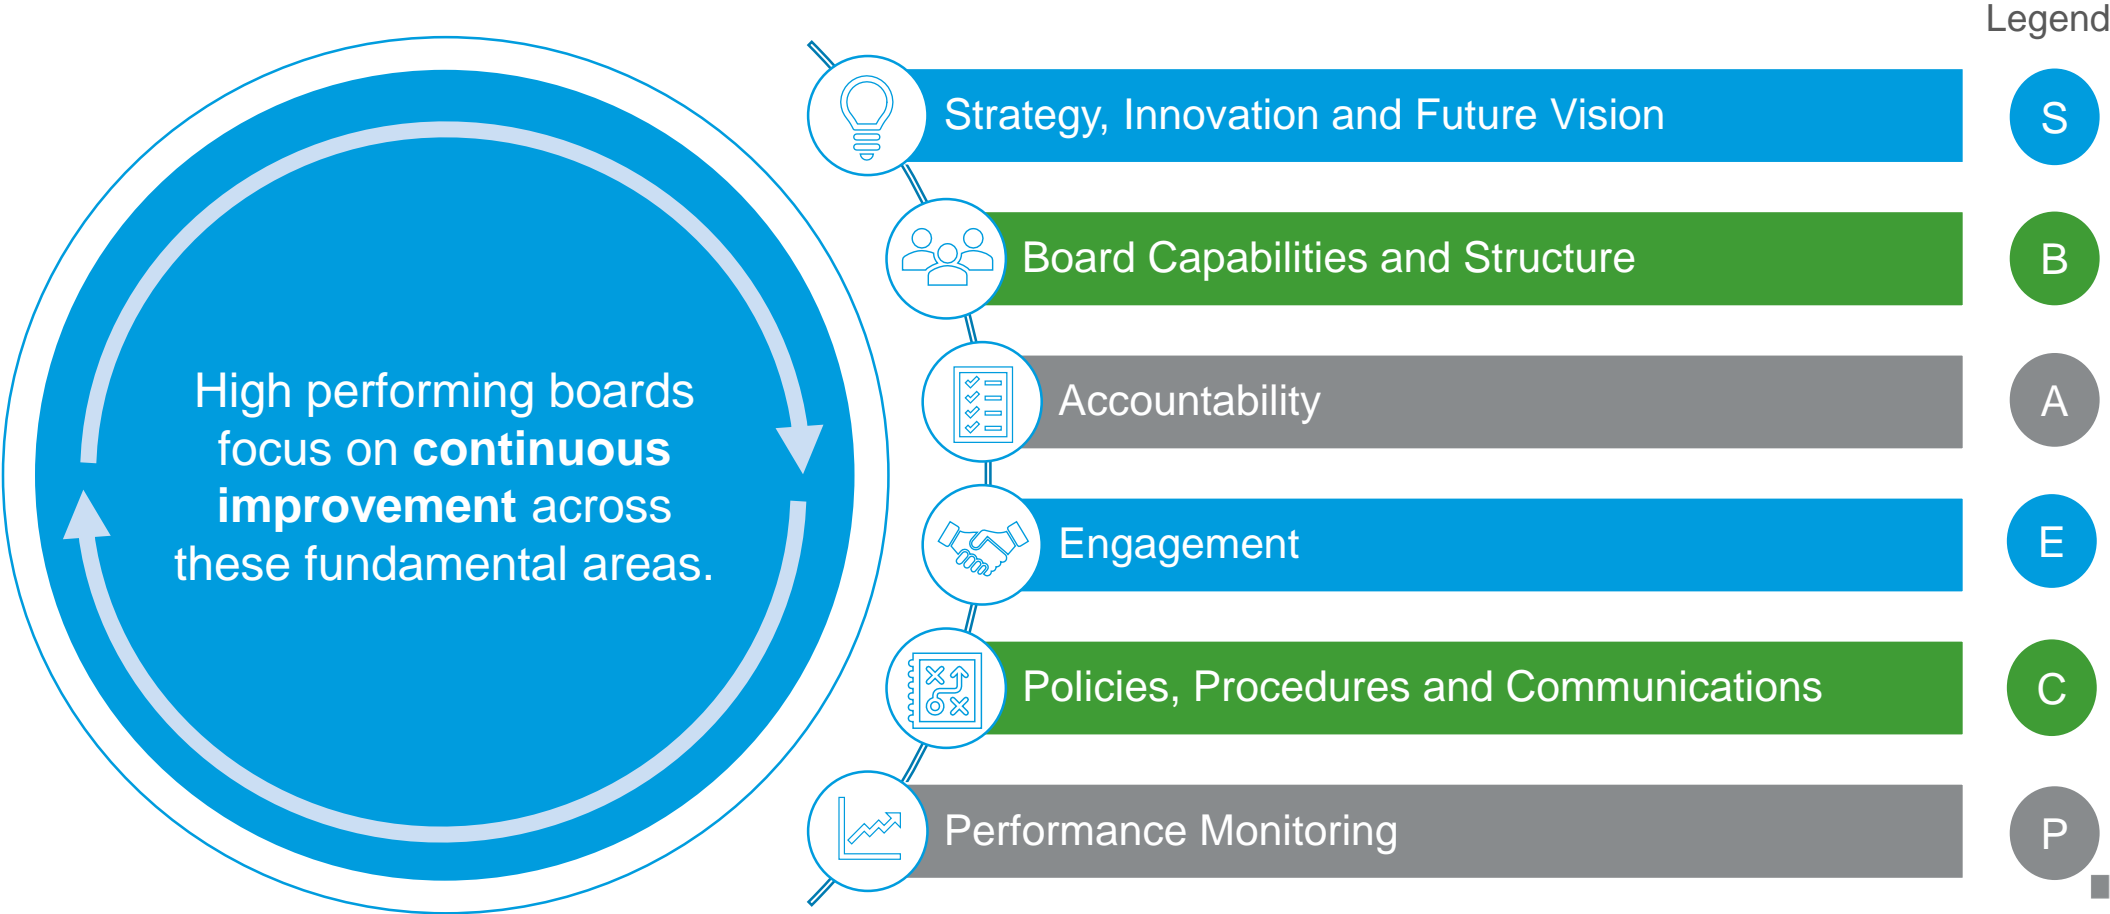 Legend
High performing boards
focus on continuous
improvement across
these fundamental areas.
Strategy, Innovation and Future Vision
S
Board Capabilities and Structure
B
Accountability
A
Engagement
E
Policies, Procedures and Communications
C
Performance Monitoring
P